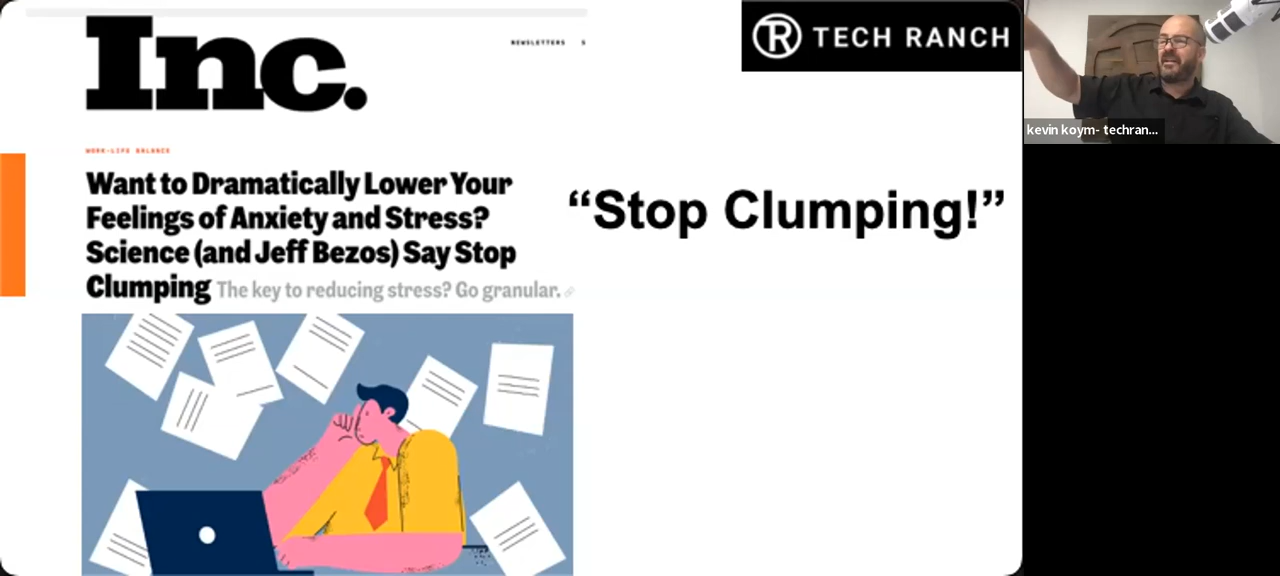 Inc.
NEWSLETTERS S
TR TECH RANCH
WORK-LIFE BALANCE
Want to Dramatically Lower Your
Feelings of Anxiety and Stress?
Science (and Jeff Bezos) Say Stop
Clumping The key to reducing stress? Go granular.
“Stop Clumping!”
kevin koym- techran...